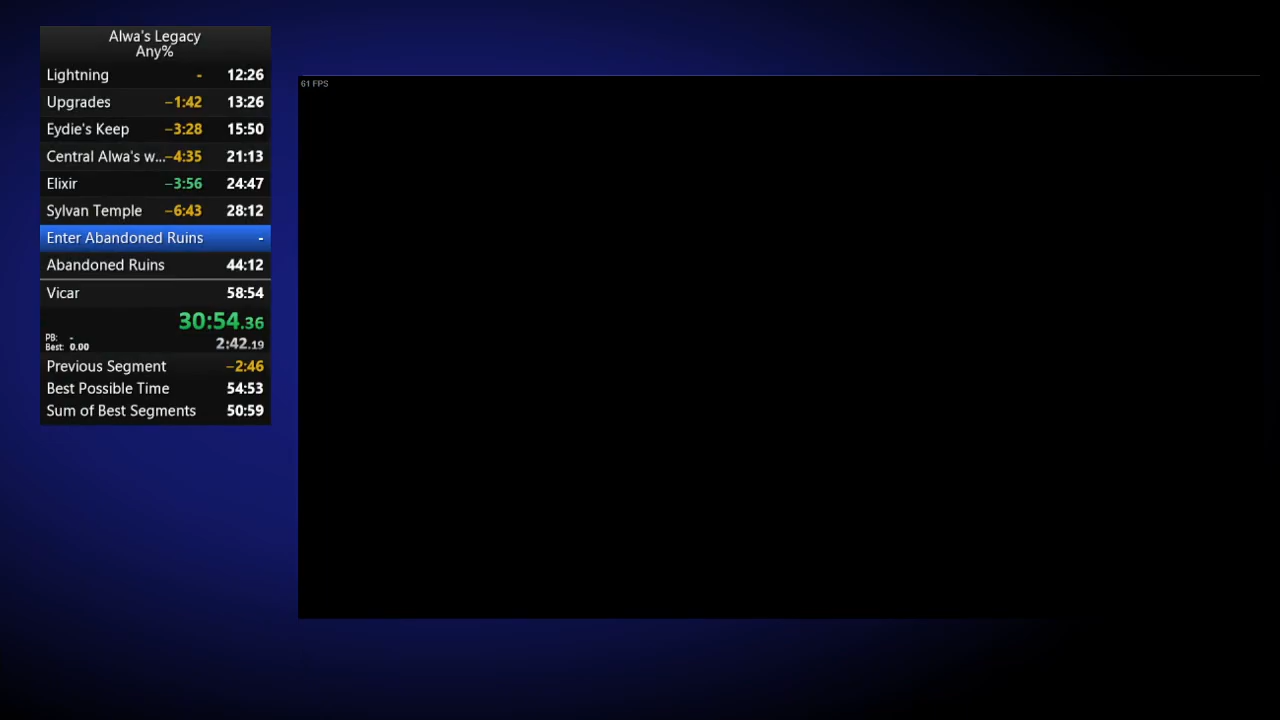 Alwa's Legacy
Any%
Lightning - 12:26
Upgrades −1:42 13:26
Eydie's Keep −3:28 15:50
Central Alwa's w... −4:35 21:13
Elixir −3:56 24:47
Sylvan Temple −6:43 28:12
Enter Abandoned Ruins -
Abandoned Ruins 44:12
Vicar 58:54
30:54.36
PB: -
Best: 0.00 2:42.19
Previous Segment −2:46
Best Possible Time 54:53
Sum of Best Segments 50:59
61 FPS